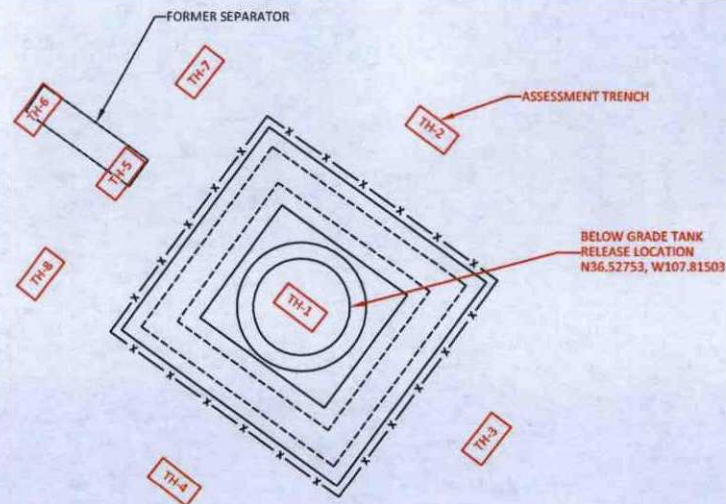 FORMER SEPARATOR
TH-7
TH-6
TH-2
ASSESSMENT TRENCH
TH-5
BELOW GRADE TANK
RELEASE LOCATION
N36.52753, W107.81503
TH-8
TH-1
TH-3
TH-4